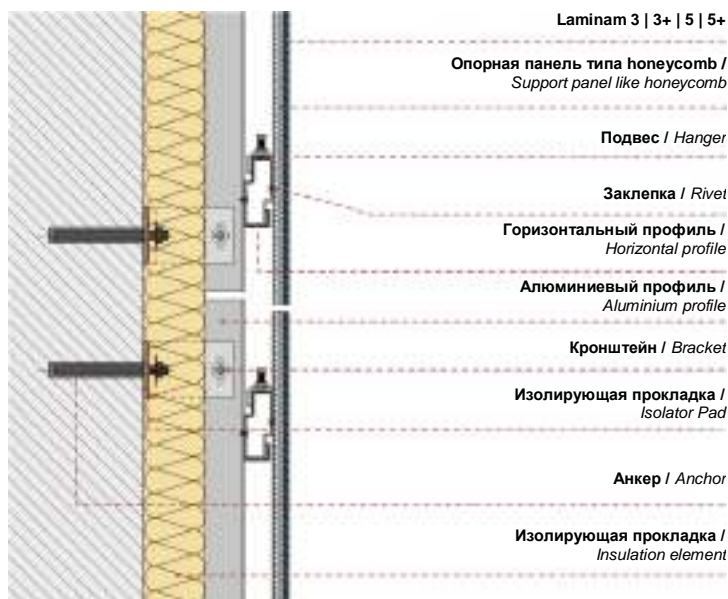 Laminam 3 | 3+ | 5 | 5+
Опорная панель типа honeycomb /
Support panel like honeycomb
Подвес / Hanger
Заклепка / Rivet
Горизонтальный профиль /
Horizontal profile
Алюминиевый профиль /
Aluminium profile
Кронштейн / Bracket
Изолирующая прокладка /
Isolator Pad
Анкер / Anchor
Изолирующая прокладка /
Insulation element